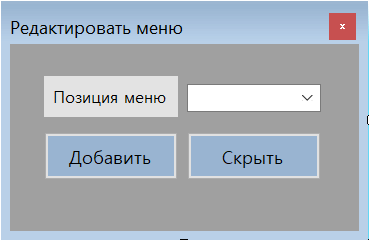 Редактировать меню
x
Позиция меню
Добавить Скрыть